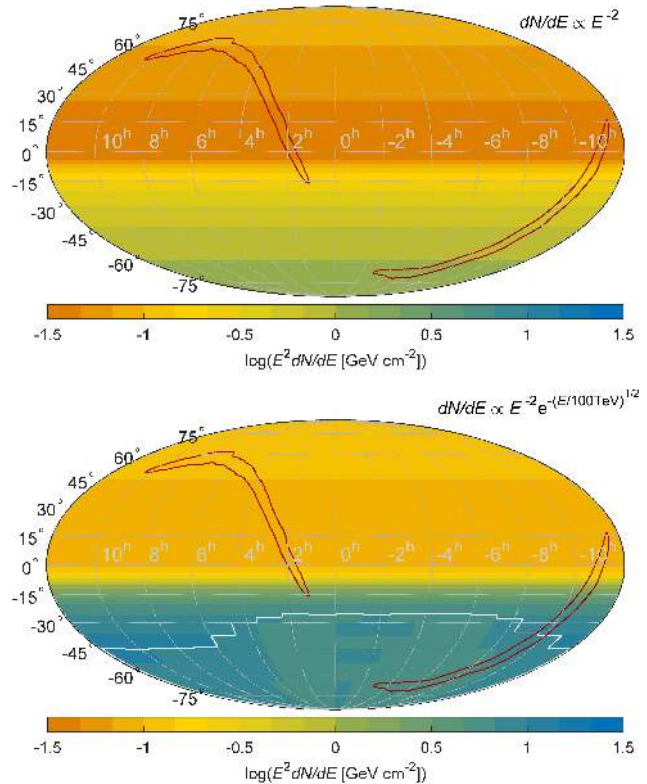 dN/dE ∝ E⁻²
75°
60°
45°
30°
15°
0°
-15°
-30°
-45°
-60°
-75°
10ʰ 8ʰ 6ʰ 4ʰ 2ʰ 0ʰ -2ʰ -4ʰ -6ʰ -8ʰ -10ʰ
-1.5 -1 -0.5 0 0.5 1 1.5
log(E² dN/dE [GeV cm⁻²])
dN/dE ∝ E⁻² e^-(E/100TeV)^1/2
75°
60°
45°
30°
15°
0°
-15°
-30°
-45°
-60°
-75°
10ʰ 8ʰ 6ʰ 4ʰ 2ʰ 0ʰ -2ʰ -4ʰ -6ʰ -8ʰ -10ʰ
-1.5 -1 -0.5 0 0.5 1 1.5
log(E² dN/dE [GeV cm⁻²])